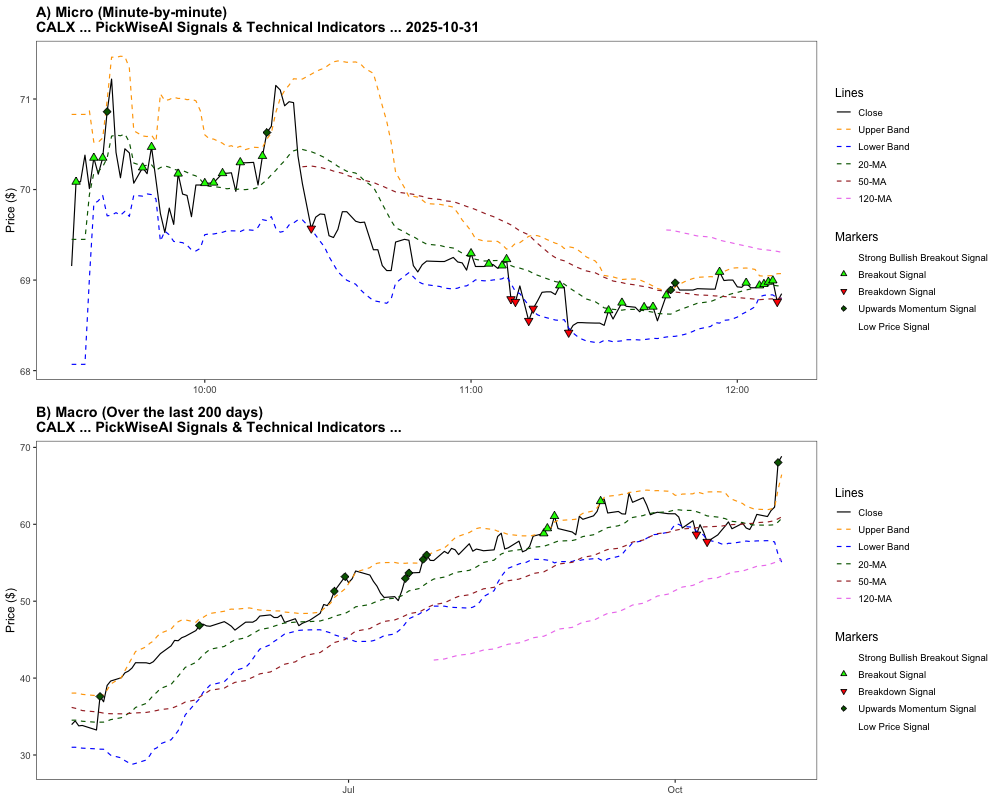 A) Micro (Minute-by-minute)
CALX ... PickWiseAI Signals & Technical Indicators ... 2025-10-31
Price ($)
71
70
69
68
10:00
11:00
12:00
Lines
Close
Upper Band
Lower Band
20-MA
50-MA
120-MA
Markers
Strong Bullish Breakout Signal
Breakout Signal
Breakdown Signal
Upwards Momentum Signal
Low Price Signal
B) Macro (Over the last 200 days)
CALX ... PickWiseAI Signals & Technical Indicators ...
Price ($)
70
60
50
40
30
Jul
Oct
Lines
Close
Upper Band
Lower Band
20-MA
50-MA
120-MA
Markers
Strong Bullish Breakout Signal
Breakout Signal
Breakdown Signal
Upwards Momentum Signal
Low Price Signal